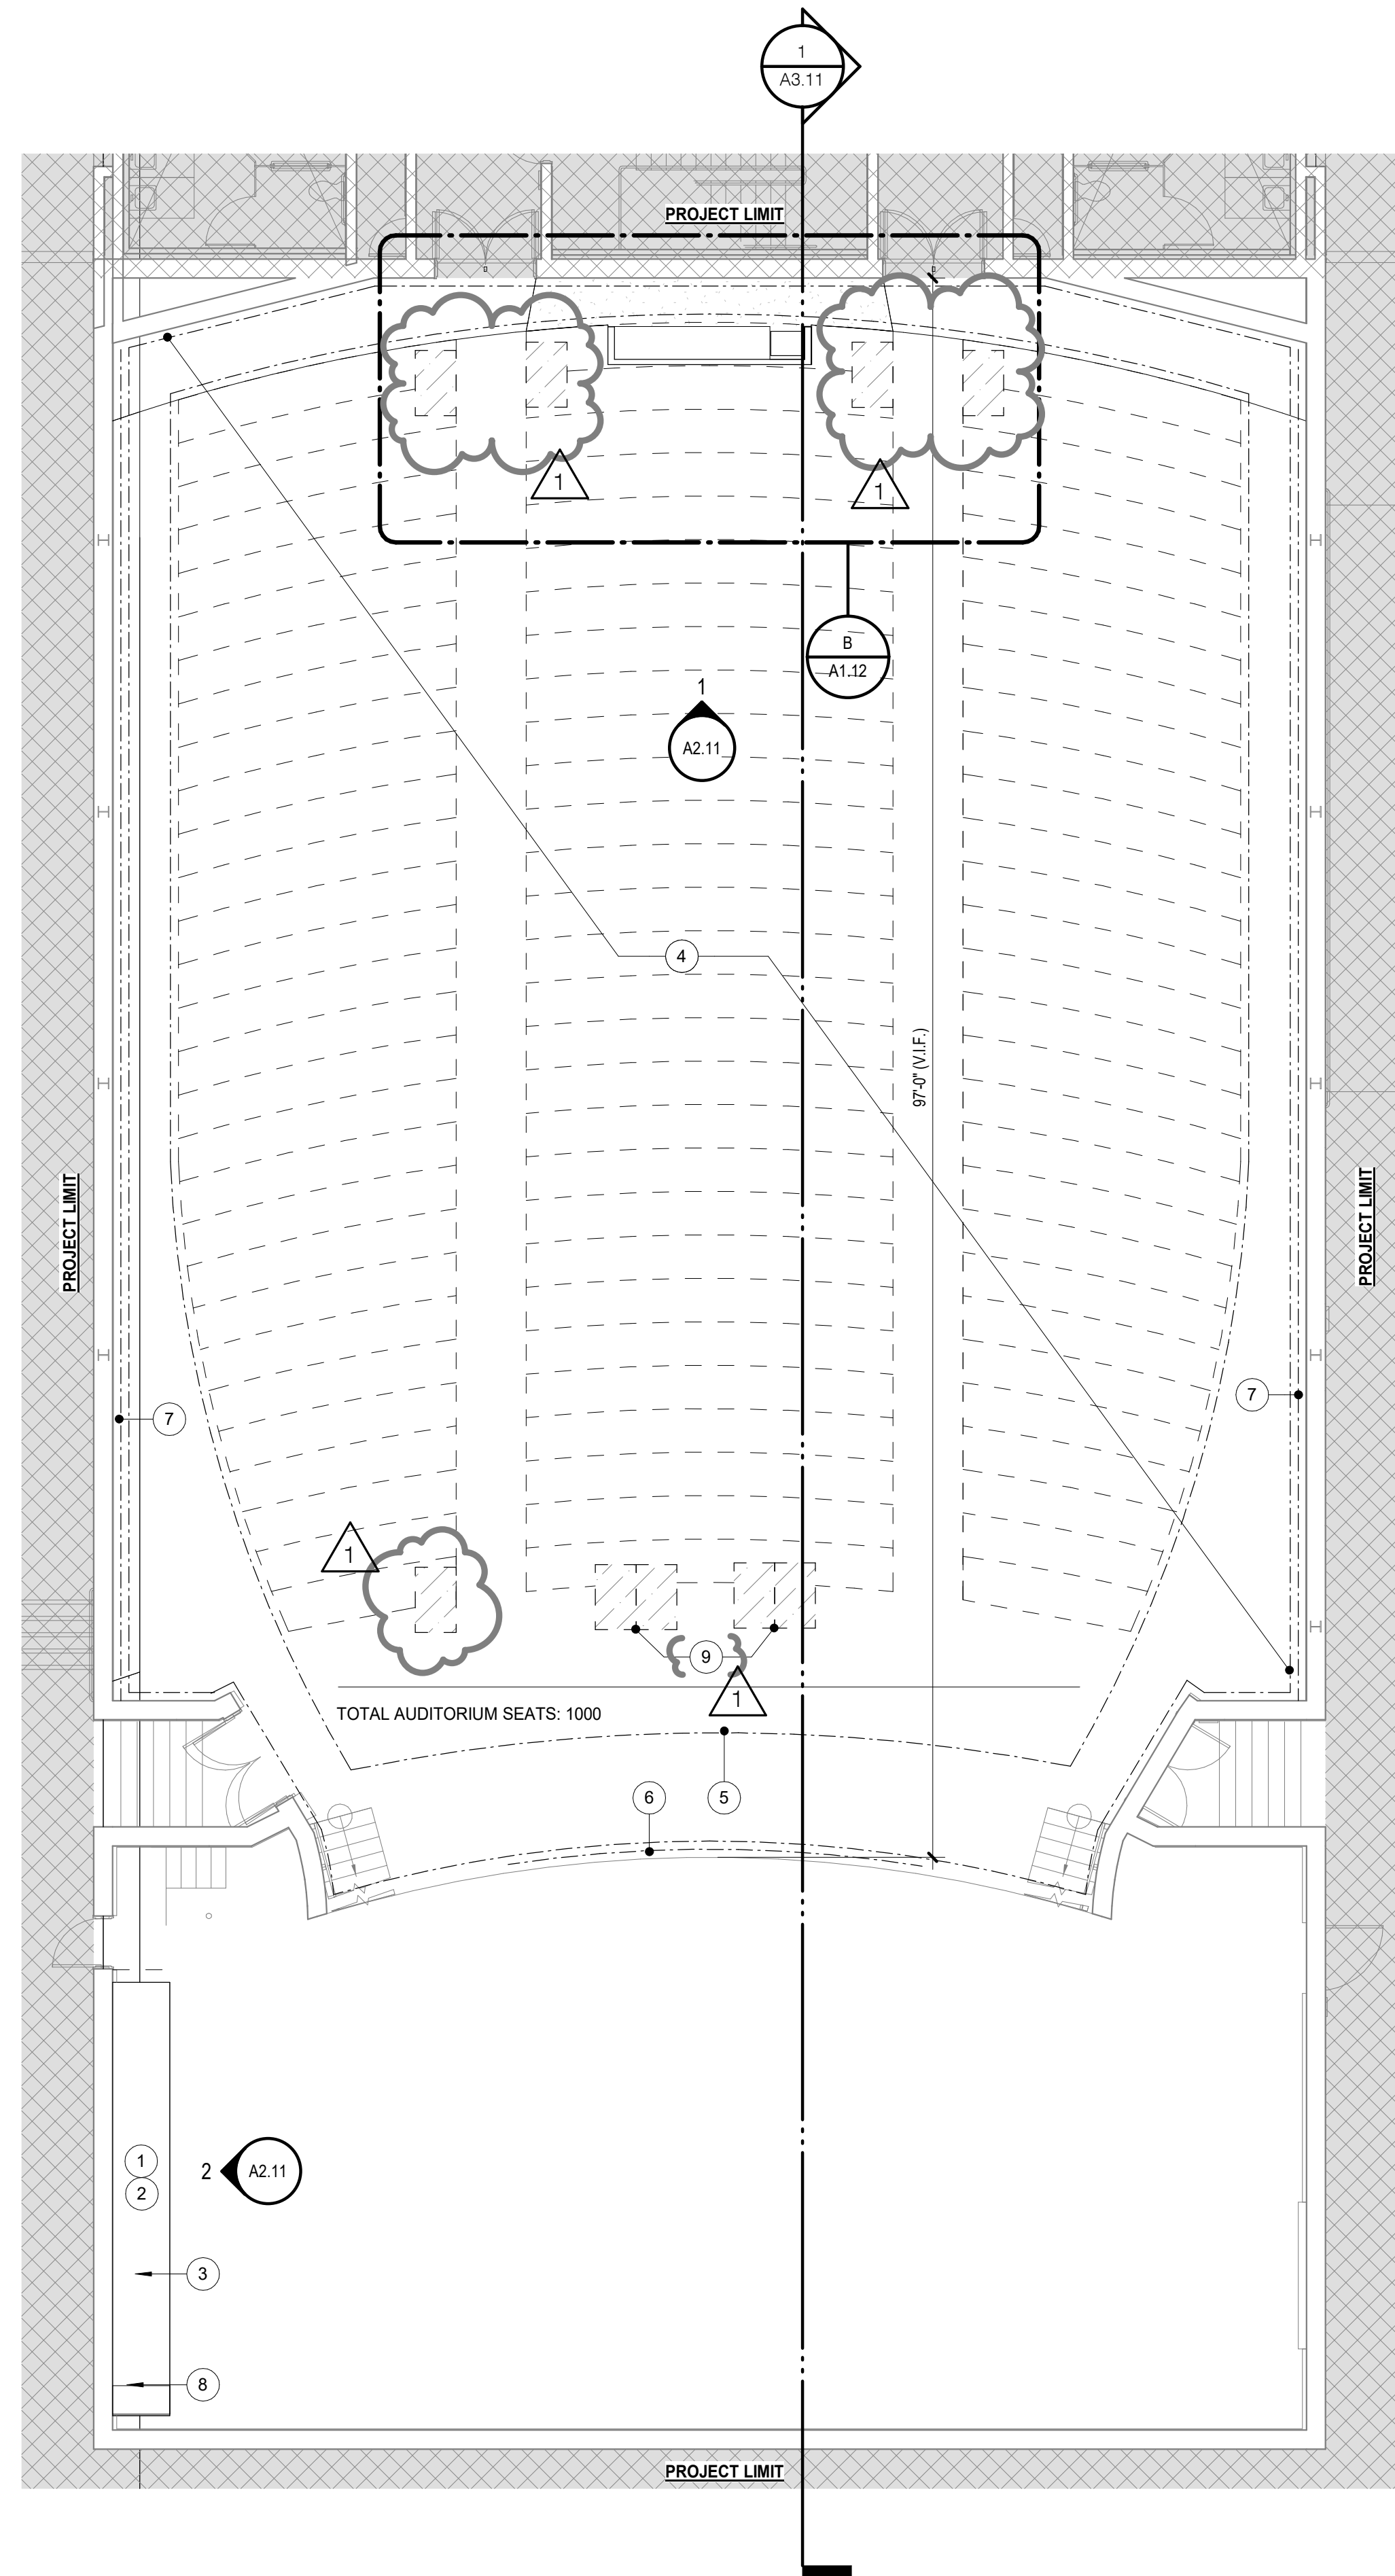 1
A3.11
PROJECT LIMIT
1
1
B
A1.12
1
A2.11
4
97'-0" (V.I.F.)
PROJECT LIMIT
PROJECT LIMIT
7
7
1
9
1
TOTAL AUDITORIUM SEATS: 1000
6
5
1
2
2
A2.11
3
8
PROJECT LIMIT